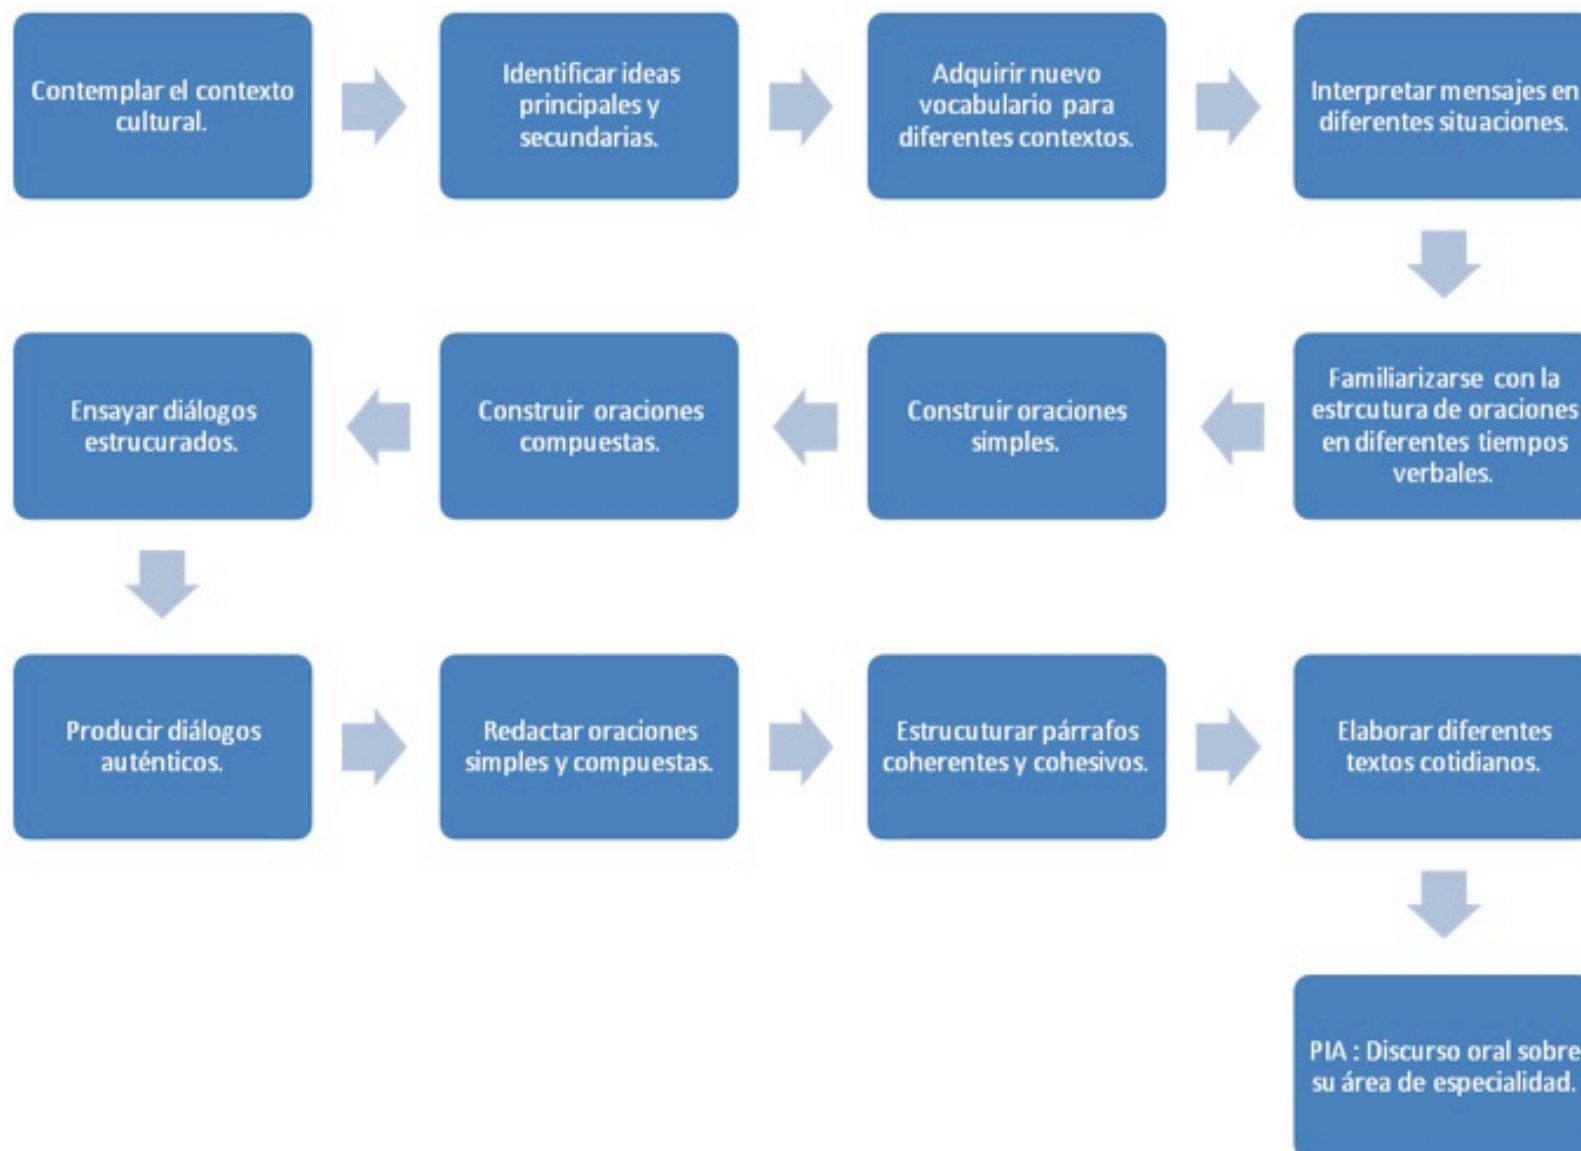 Contemplar el contexto
cultural.
Identificar ideas
principales y
secundarias.
Adquirir nuevo
vocabulario para
diferentes contextos.
Interpretar mensajes en
diferentes situaciones.
Familiarizarse con la
estrcutura de oraciones
en diferentes tiempos
verbales.
Construir oraciones
simples.
Construir oraciones
compuestas.
Ensayar diálogos
estrucurados.
Producir diálogos
auténticos.
Redactar oraciones
simples y compuestas.
Estrucuturar párrafos
coherentes y cohesivos.
Elaborar diferentes
textos cotidianos.
PIA : Discurso oral sobre
su área de especialidad.